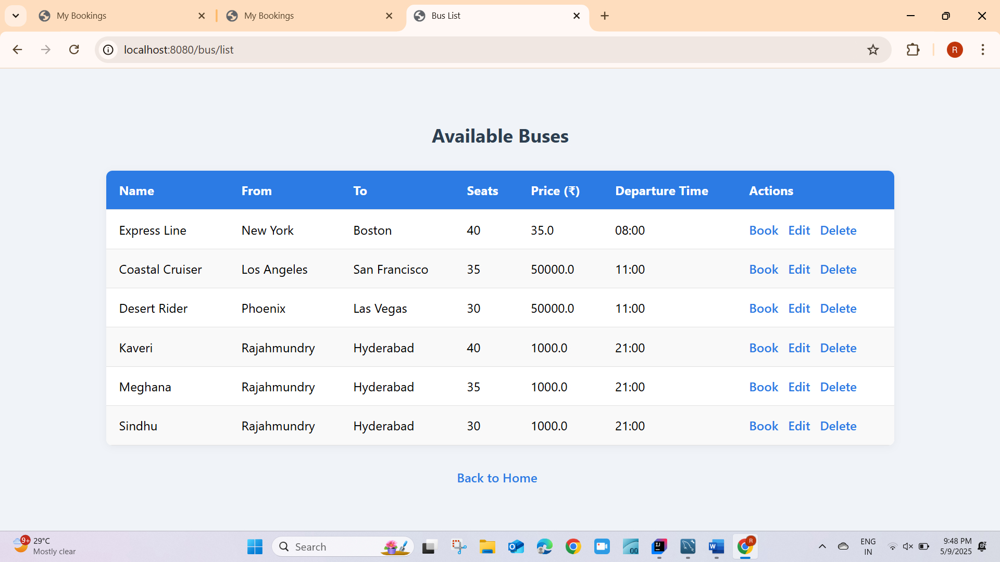 My Bookings
My Bookings
Bus List
localhost:8080/bus/list
R
Available Buses
Name From To Seats Price (₹) Departure Time Actions
Express Line New York Boston 40 35.0 08:00 Book Edit Delete
Coastal Cruiser Los Angeles San Francisco 35 50000.0 11:00 Book Edit Delete
Desert Rider Phoenix Las Vegas 30 50000.0 11:00 Book Edit Delete
Kaveri Rajahmundry Hyderabad 40 1000.0 21:00 Book Edit Delete
Meghana Rajahmundry Hyderabad 35 1000.0 21:00 Book Edit Delete
Sindhu Rajahmundry Hyderabad 30 1000.0 21:00 Book Edit Delete
Back to Home
9+
29°C
Mostly clear
Search
00
IJ
W
R
ENG
IN
9:48 PM
5/9/2025